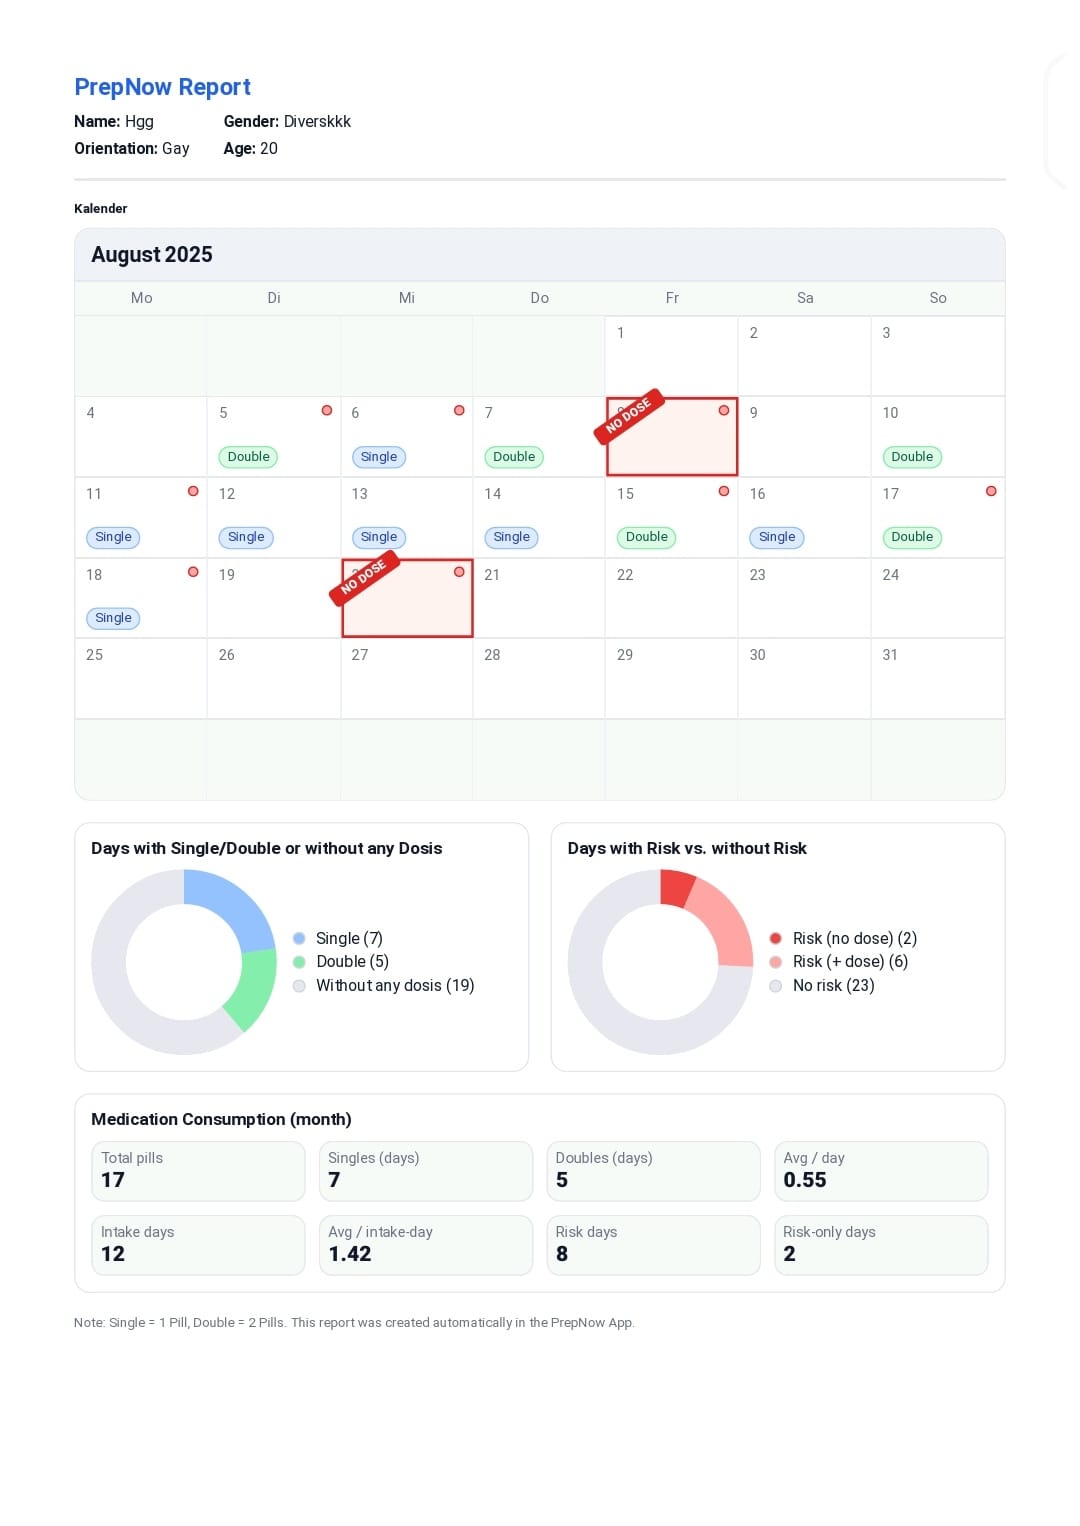 PrepNow Report
Name: Hgg Gender: Diverskkk
Orientation: Gay Age: 20
Kalender
August 2025
Mo Di Mi Do Fr Sa So
1 2 3
4 5 6 7 NO DOSE 9 10
Double Single Double Double
11 12 13 14 15 16 17
Single Single Single Single Double Single Double
18 19 NO DOSE 21 22 23 24
Single
25 26 27 28 29 30 31
Days with Single/Double or without any Dosis
Single (7)
Double (5)
Without any dosis (19)
Days with Risk vs. without Risk
Risk (no dose) (2)
Risk (+ dose) (6)
No risk (23)
Medication Consumption (month)
Total pills Singles (days) Doubles (days) Avg / day
17 7 5 0.55
Intake days Avg / intake-day Risk days Risk-only days
12 1.42 8 2
Note: Single = 1 Pill, Double = 2 Pills. This report was created automatically in the PrepNow App.